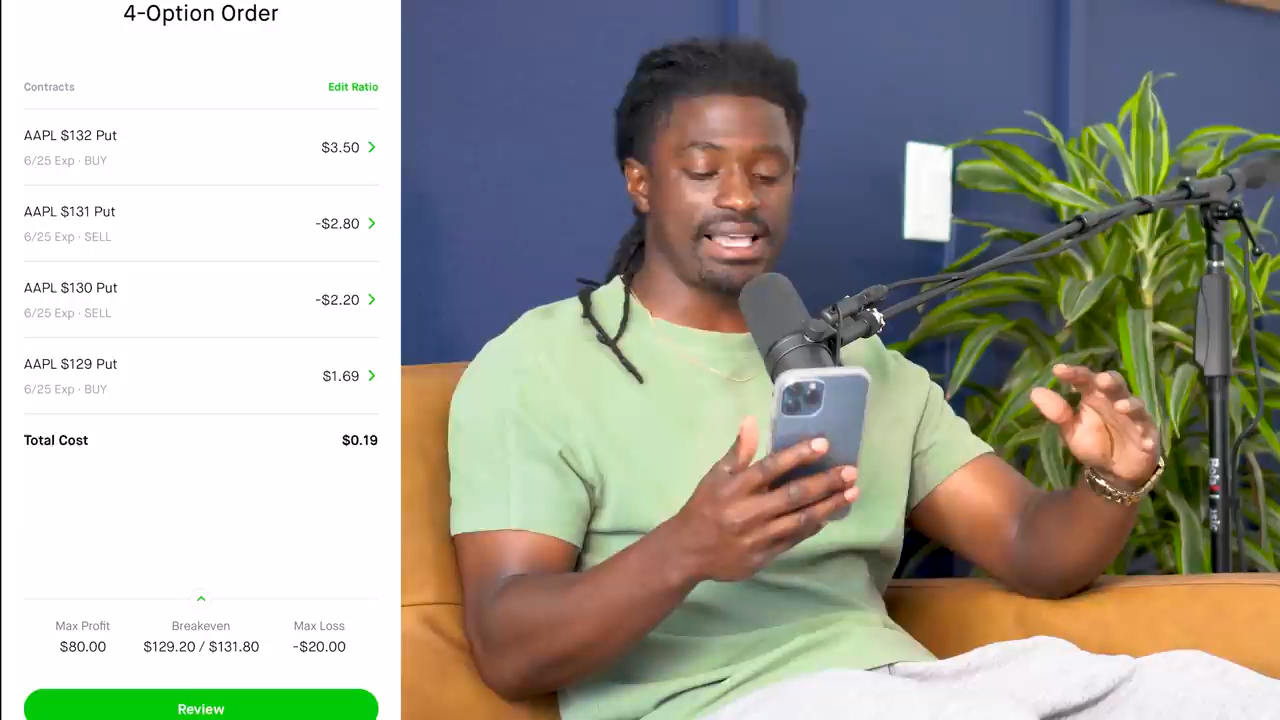 4-Option Order
Contracts
Edit Ratio
AAPL $132 Put
$3.50
6/25 Exp · BUY
AAPL $131 Put
-$2.80
6/25 Exp · SELL
AAPL $130 Put
-$2.20
6/25 Exp · SELL
AAPL $129 Put
$1.69
6/25 Exp · BUY
Total Cost
$0.19
Max Profit
Breakeven
Max Loss
$80.00
$129.20 / $131.80
-$20.00
Review